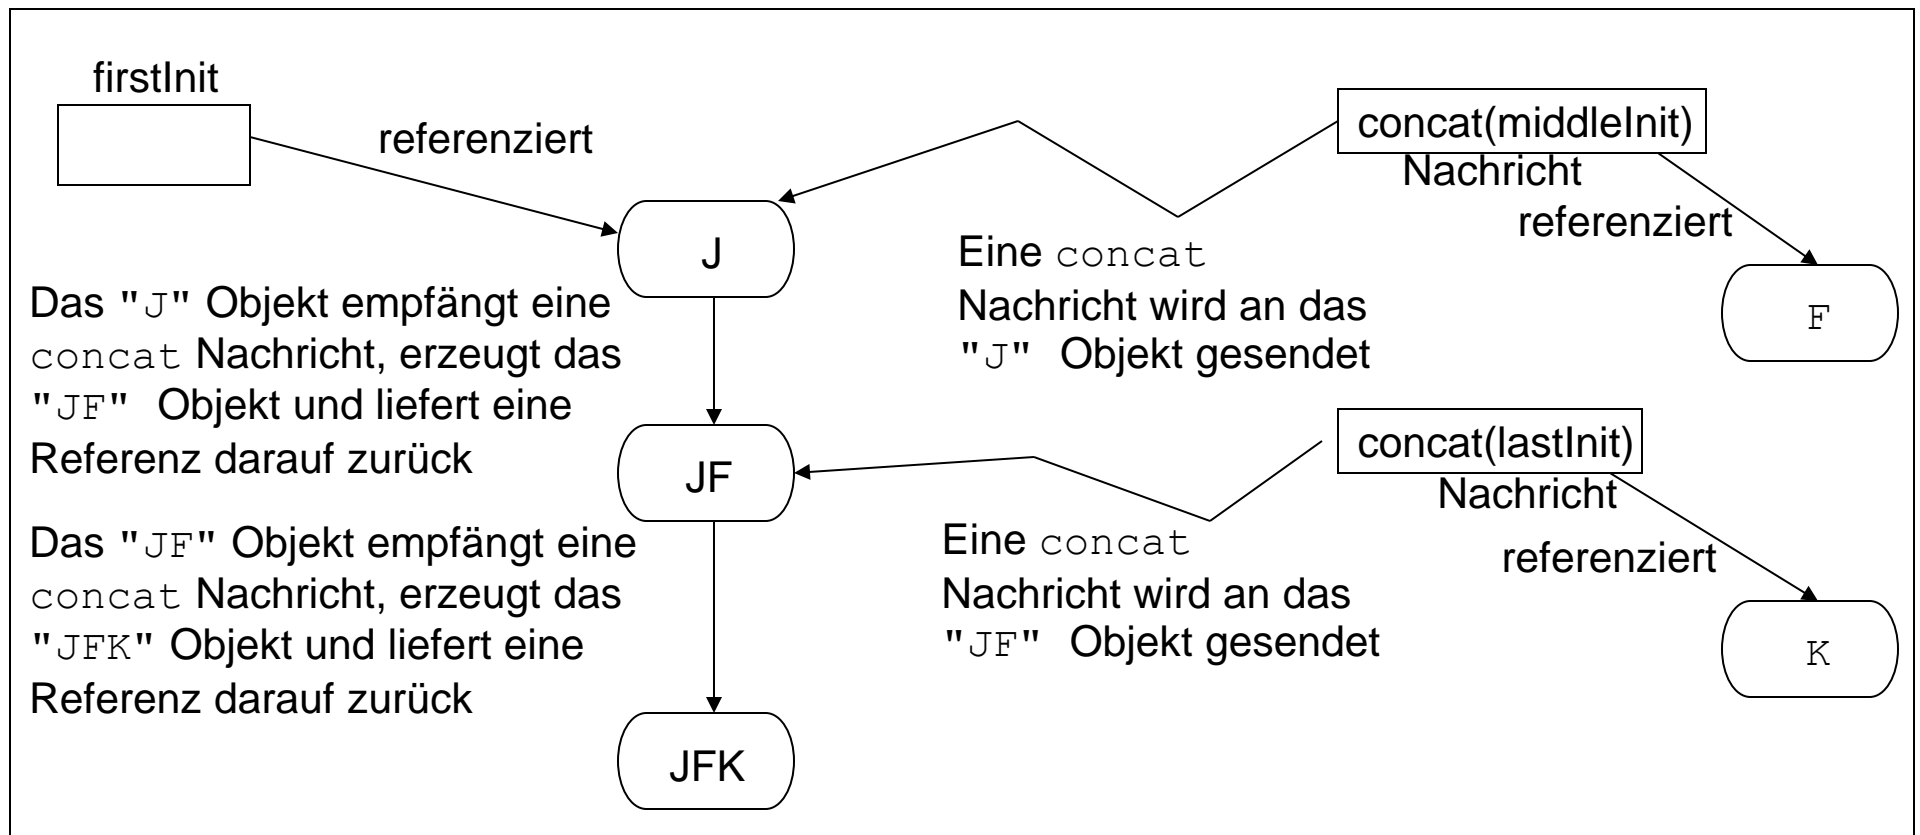 firstInit
referenziert
concat(middleInit)
Nachricht
referenziert
J
F
Eine concat
Nachricht wird an das
"J" Objekt gesendet
Das "J" Objekt empfängt eine
concat Nachricht, erzeugt das
"JF" Objekt und liefert eine
Referenz darauf zurück
JF
concat(lastInit)
Nachricht
referenziert
K
Eine concat
Nachricht wird an das
"JF" Objekt gesendet
Das "JF" Objekt empfängt eine
concat Nachricht, erzeugt das
"JFK" Objekt und liefert eine
Referenz darauf zurück
JFK